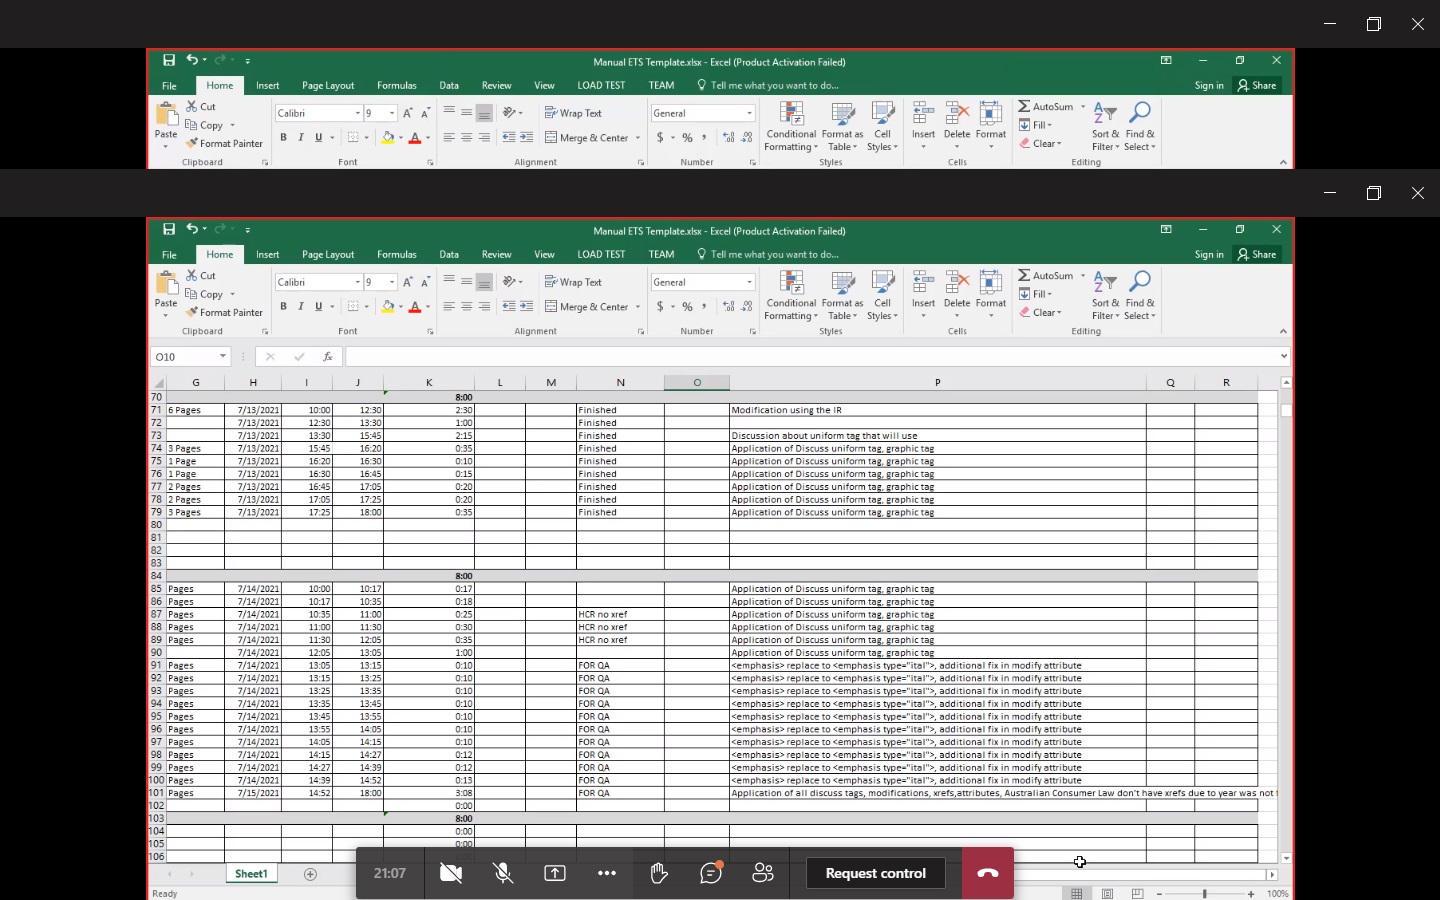 Manual ETS Template.xlsx - Excel (Product Activation Failed)
File Home Insert Page Layout Formulas Data Review View LOAD TEST TEAM Tell me what you want to do... Sign in Share
Cut Calibri 9 Wrap Text General AutoSum
Copy Fill
Paste Format Painter B I U Merge & Center $ % Conditional Formatting Format as Table Cell Styles Insert Delete Format Clear Sort & Filter Find & Select
Clipboard Font Alignment Number Styles Cells Editing
Manual ETS Template.xlsx - Excel (Product Activation Failed)
File Home Insert Page Layout Formulas Data Review View LOAD TEST TEAM Tell me what you want to do... Sign in Share
Cut Calibri 9 Wrap Text General AutoSum
Copy Fill
Paste Format Painter B I U Merge & Center $ % Conditional Formatting Format as Table Cell Styles Insert Delete Format Clear Sort & Filter Find & Select
Clipboard Font Alignment Number Styles Cells Editing
O10 fx
G H I J K L M N O P Q R
70 8:00
71 6 Pages 7/13/2021 10:00 12:30 2:30 Finished Modification using the IR
72 7/13/2021 12:30 13:30 1:00 Finished
73 7/13/2021 13:30 15:45 2:15 Finished Discussion about uniform tag that will use
74 3 Pages 7/13/2021 15:45 16:20 0:35 Finished Application of Discuss uniform tag, graphic tag
75 1 Page 7/13/2021 16:20 16:30 0:10 Finished Application of Discuss uniform tag, graphic tag
76 1 Page 7/13/2021 16:30 16:45 0:15 Finished Application of Discuss uniform tag, graphic tag
77 2 Pages 7/13/2021 16:45 17:05 0:20 Finished Application of Discuss uniform tag, graphic tag
78 2 Pages 7/13/2021 17:05 17:25 0:20 Finished Application of Discuss uniform tag, graphic tag
79 3 Pages 7/13/2021 17:25 18:00 0:35 Finished Application of Discuss uniform tag, graphic tag
80
81
82
83
84 8:00
85 Pages 7/14/2021 10:00 10:17 0:17 Application of Discuss uniform tag, graphic tag
86 Pages 7/14/2021 10:17 10:35 0:18 Application of Discuss uniform tag, graphic tag
87 Pages 7/14/2021 10:35 11:00 0:25 HCR no xref Application of Discuss uniform tag, graphic tag
88 Pages 7/14/2021 11:00 11:30 0:30 HCR no xref Application of Discuss uniform tag, graphic tag
89 Pages 7/14/2021 11:30 12:05 0:35 HCR no xref Application of Discuss uniform tag, graphic tag
90 7/14/2021 12:05 13:05 1:00 Application of Discuss uniform tag, graphic tag
91 Pages 7/14/2021 13:05 13:15 0:10 FOR QA <emphasis> replace to <emphasis type="ital">, additional fix in modify attribute
92 Pages 7/14/2021 13:15 13:25 0:10 FOR QA <emphasis> replace to <emphasis type="ital">, additional fix in modify attribute
93 Pages 7/14/2021 13:25 13:35 0:10 FOR QA <emphasis> replace to <emphasis type="ital">, additional fix in modify attribute
94 Pages 7/14/2021 13:35 13:45 0:10 FOR QA <emphasis> replace to <emphasis type="ital">, additional fix in modify attribute
95 Pages 7/14/2021 13:45 13:55 0:10 FOR QA <emphasis> replace to <emphasis type="ital">, additional fix in modify attribute
96 Pages 7/14/2021 13:55 14:05 0:10 FOR QA <emphasis> replace to <emphasis type="ital">, additional fix in modify attribute
97 Pages 7/14/2021 14:05 14:15 0:10 FOR QA <emphasis> replace to <emphasis type="ital">, additional fix in modify attribute
98 Pages 7/14/2021 14:15 14:27 0:12 FOR QA <emphasis> replace to <emphasis type="ital">, additional fix in modify attribute
99 Pages 7/14/2021 14:27 14:39 0:12 FOR QA <emphasis> replace to <emphasis type="ital">, additional fix in modify attribute
100 Pages 7/14/2021 14:39 14:52 0:13 FOR QA <emphasis> replace to <emphasis type="ital">, additional fix in modify attribute
101 Pages 7/15/2021 14:52 18:00 3:08 FOR QA Application of all discuss tags, modifications, xrefs,attributes, Australian Consumer Law don't have xrefs due to year was not
102 0:00
103 8:00
104 0:00
105 0:00
106
Sheet1 21:07 Request control
Ready 100%